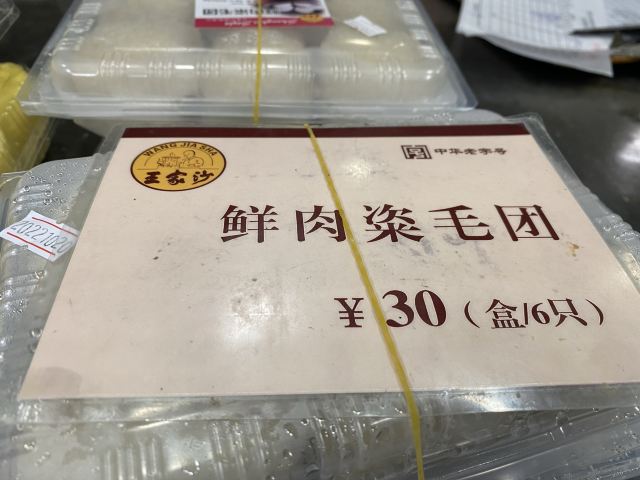 WANG JIA SHA
王家沙
中华老字号
鲜肉粢毛团
¥30（盒/6只）
20221020